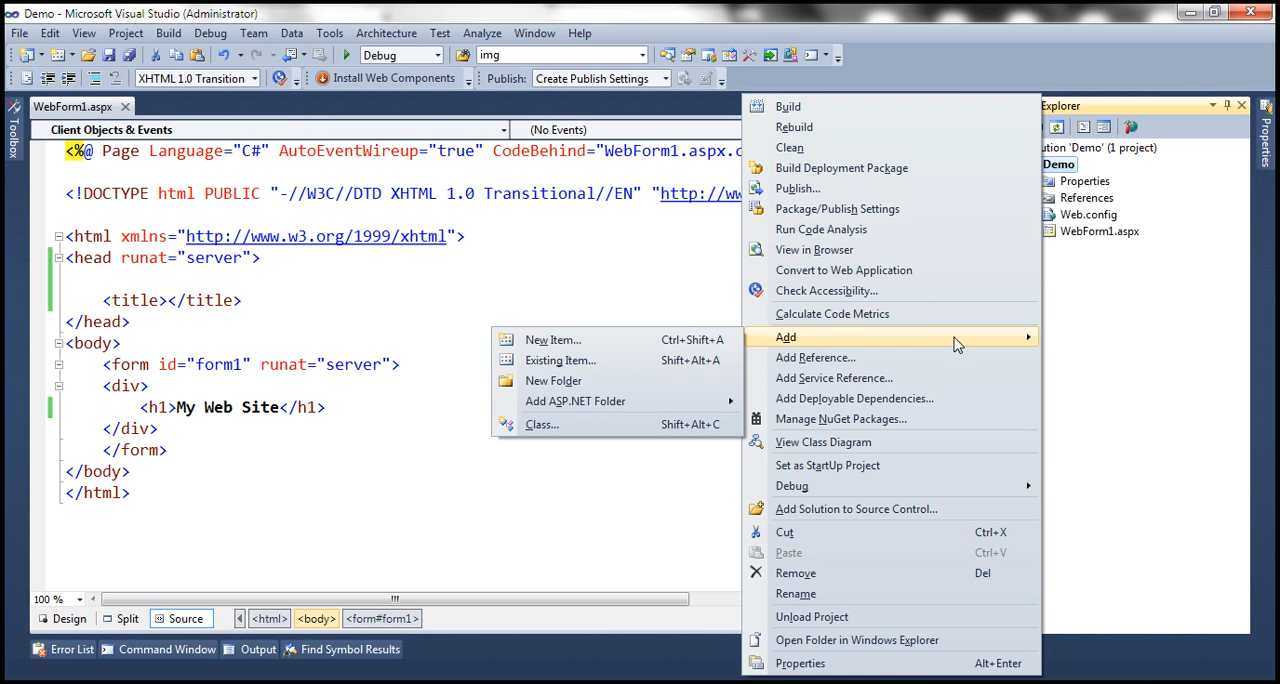 Demo - Microsoft Visual Studio (Administrator)
File Edit View Project Build Debug Team Data Tools Architecture Test Analyze Window Help
Debug img
XHTML 1.0 Transition Install Web Components Publish: Create Publish Settings
WebForm1.aspx
Client Objects & Events (No Events)
Toolbox
<%@ Page Language="C#" AutoEventWireup="true" CodeBehind="WebForm1.aspx.c
<!DOCTYPE html PUBLIC "-//W3C//DTD XHTML 1.0 Transitional//EN" "http://ww
<html xmlns="http://www.w3.org/1999/xhtml">
<head runat="server">
<title></title>
</head>
<body>
<form id="form1" runat="server">
<div>
<h1>My Web Site</h1>
</div>
</form>
</body>
</html>
New Item... Ctrl+Shift+A
Existing Item... Shift+Alt+A
New Folder
Add ASP.NET Folder
Class... Shift+Alt+C
Build
Rebuild
Clean
Build Deployment Package
Publish...
Package/Publish Settings
Run Code Analysis
View in Browser
Convert to Web Application
Check Accessibility...
Calculate Code Metrics
Add
Add Reference...
Add Service Reference...
Add Deployable Dependencies...
Manage NuGet Packages...
View Class Diagram
Set as StartUp Project
Debug
Add Solution to Source Control...
Cut Ctrl+X
Paste Ctrl+V
Remove Del
Rename
Unload Project
Open Folder in Windows Explorer
Properties Alt+Enter
Explorer
ution 'Demo' (1 project)
Demo
Properties
References
Web.config
WebForm1.aspx
Properties
100 %
Design Split Source <html> <body> <form#form1>
Error List Command Window Output Find Symbol Results